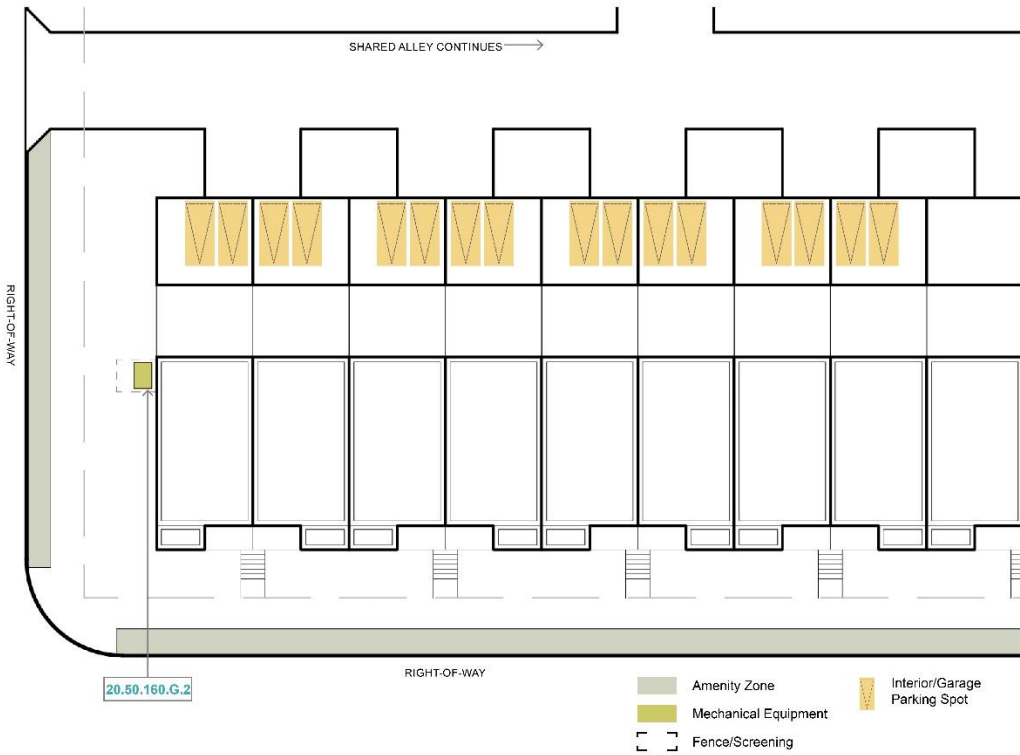 SHARED ALLEY CONTINUES
RIGHT-OF-WAY
20.50.160.G.2
RIGHT-OF-WAY
Amenity Zone
Mechanical Equipment
Fence/Screening
Interior/Garage
Parking Spot